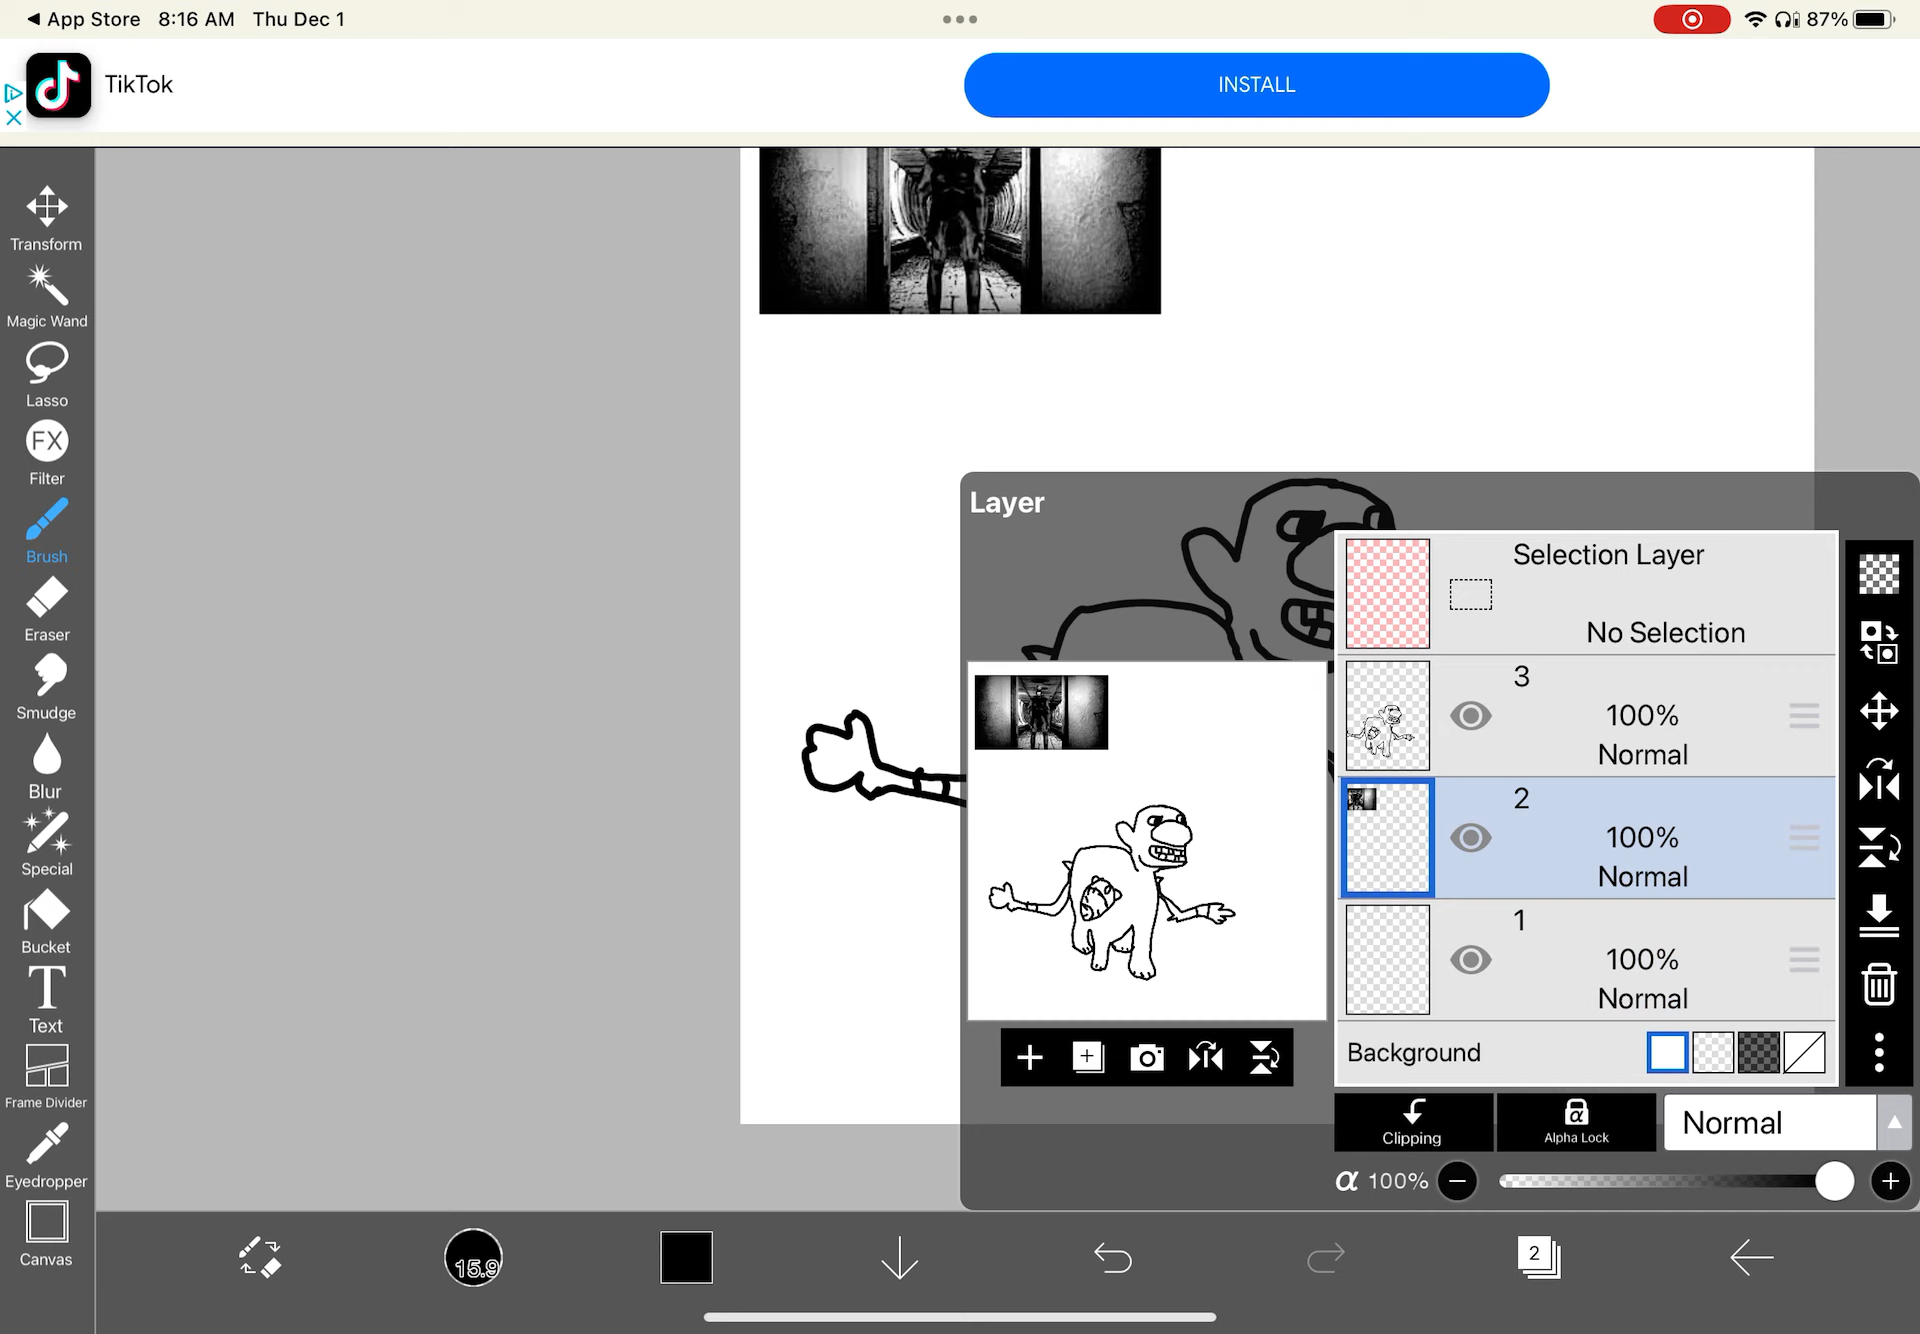 App Store 8:16 AM Thu Dec 1
87%
TikTok
INSTALL
Transform
Magic Wand
Lasso
FX
Filter
Brush
Eraser
Smudge
Blur
Special
Bucket
T
Text
Frame Divider
Eyedropper
Canvas
Layer
Selection Layer
No Selection
3
100%
Normal
2
100%
Normal
1
100%
Normal
Background
Clipping
α
Alpha Lock
Normal
α 100%
15.9
2